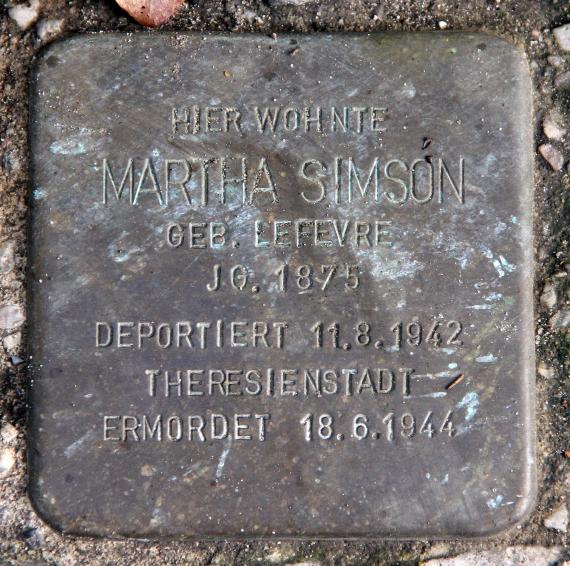 HIER WOHNTE
MARTHA SIMSON
GEB. LEFEVRE
JG. 1875
DEPORTIERT 11.8.1942
THERESIENSTADT
ERMORDET 18.6.1944